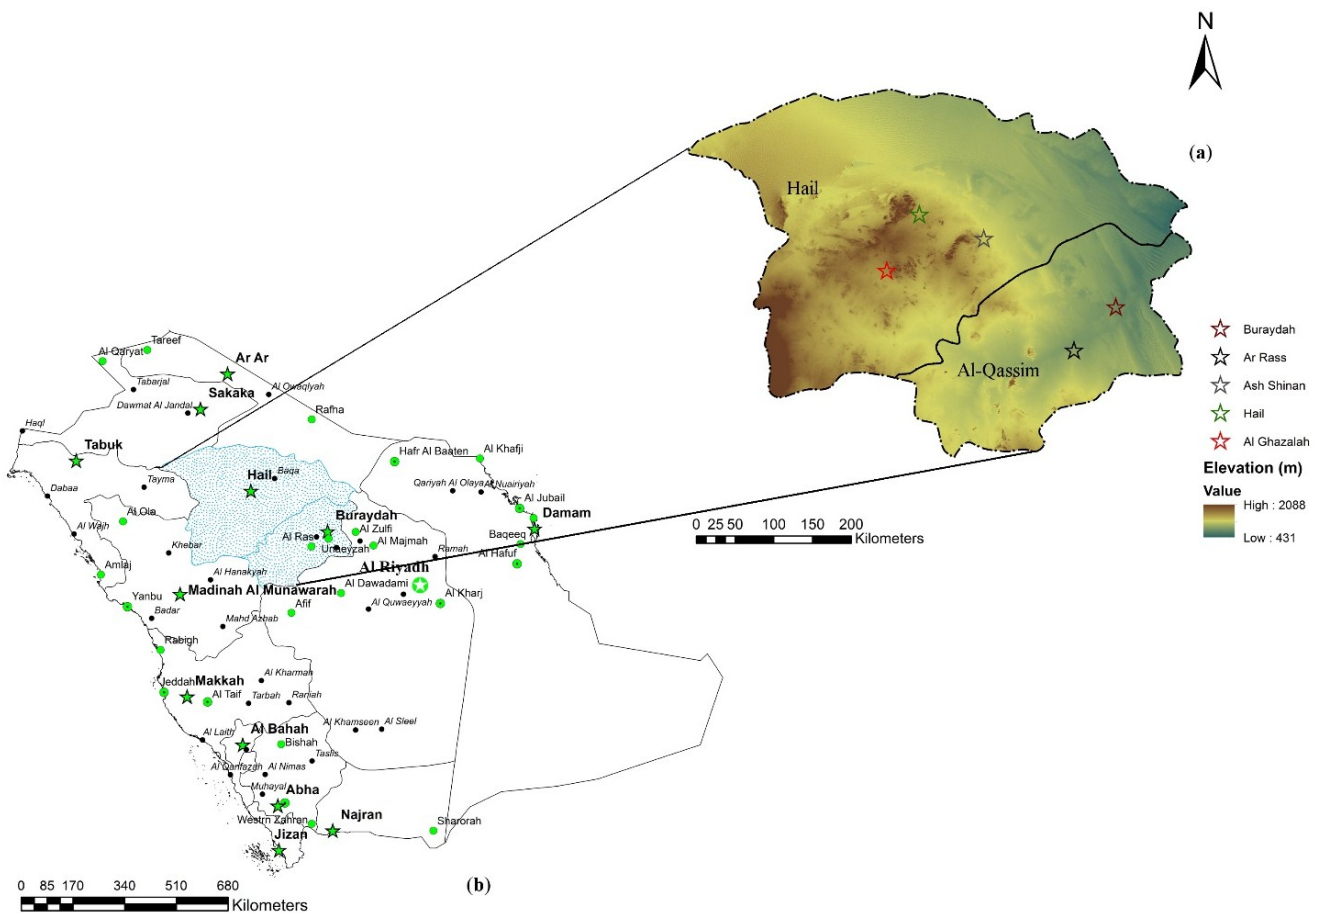 N
(a)
Hail
Al-Qassim
Buraydah
Ar Rass
Ash Shinan
Hail
Al Ghazalah
Elevation (m)
Value
High : 2088
Low : 431
0 25 50 100 150 200
Kilometers
Tareef
Al Qaryat
Ar Ar
Tabarjal
Sakaka
Al Owaqlyah
Dawmat Al Jandal
Rafha
Haql
Tabuk
Hafr Al Baaten
Al Khafji
Hail
Baqa
Tayma
Dabaa
Qariyah Al Olaya
Al Nuairiyah
Al Jubail
Al Ola
Buraydah
Damam
Al Wajh
Al Zulfi
Al Ras
Unaeyzah
Al Majmah
Baqeeq
Khebar
Ramah
Al Hafuf
Amlaj
Al Hanakyah
Al Riyadh
Madinah Al Munawarah
Al Dawadami
Yanbu
Badar
Afif
Al Quwaeyyah
Al Kharj
Mahd Azhab
Rabigh
Al Kharmah
Jeddah
Makkah
Al Taif
Tarbah
Raniah
Al Khamseen
Al Sleel
Al Laith
Al Bahah
Bishah
Taslis
Al Qanfazah
Al Nimas
Muhayal
Abha
Westrn Zahran
Najran
Sharorah
Jizan
(b)
0 85 170 340 510 680
Kilometers